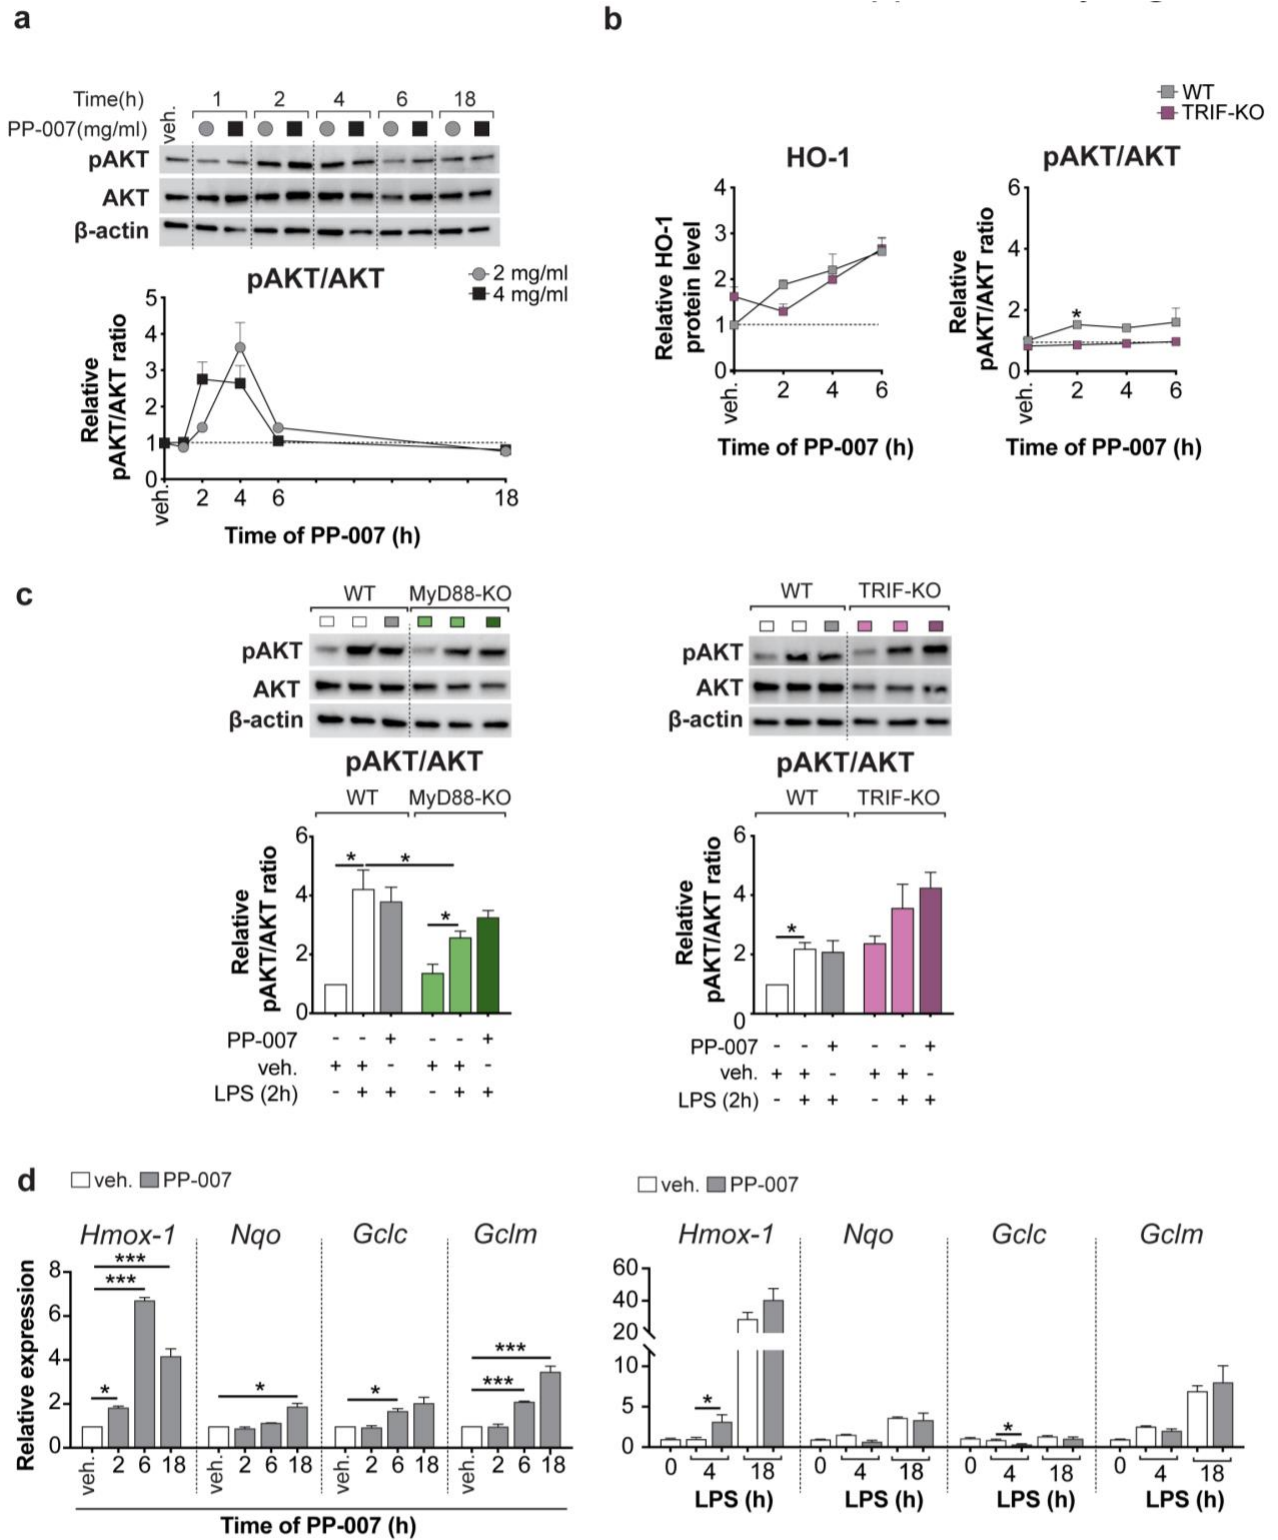 a
Time(h) 1 2 4 6 18
PP-007(mg/ml) veh.
pAKT
AKT
β-actin
pAKT/AKT
2 mg/ml
4 mg/ml
Relative
pAKT/AKT ratio
5
4
3
2
1
0
veh. 2 4 6 18
Time of PP-007 (h)
b
WT
TRIF-KO
HO-1
Relative HO-1
protein level
4
3
2
1
0
veh. 2 4 6
Time of PP-007 (h)
pAKT/AKT
Relative
pAKT/AKT ratio
6
4
2
0
*
veh. 2 4 6
Time of PP-007 (h)
c
WT MyD88-KO
pAKT
AKT
β-actin
pAKT/AKT
WT MyD88-KO
Relative
pAKT/AKT ratio
6
4
2
0
* * *
PP-007 - - + - - +
veh. + + - + + -
LPS (2h) - + + - + +
WT TRIF-KO
pAKT
AKT
β-actin
pAKT/AKT
WT TRIF-KO
Relative
pAKT/AKT ratio
6
4
2
0
*
PP-007 - - + - - +
veh. + + - + + -
LPS (2h) - + + - + +
d
veh. PP-007
Hmox-1 Nqo Gclc Gclm
Relative expression
8
6
4
2
0
***
***
*
*
*
***
***
veh. 2 6 18 veh. 2 6 18 veh. 2 6 18 veh. 2 6 18
Time of PP-007 (h)
veh. PP-007
Hmox-1 Nqo Gclc Gclm
60
40
20
10
5
0
*
*
0 4 18 0 4 18 0 4 18 0 4 18
LPS (h) LPS (h) LPS (h) LPS (h)